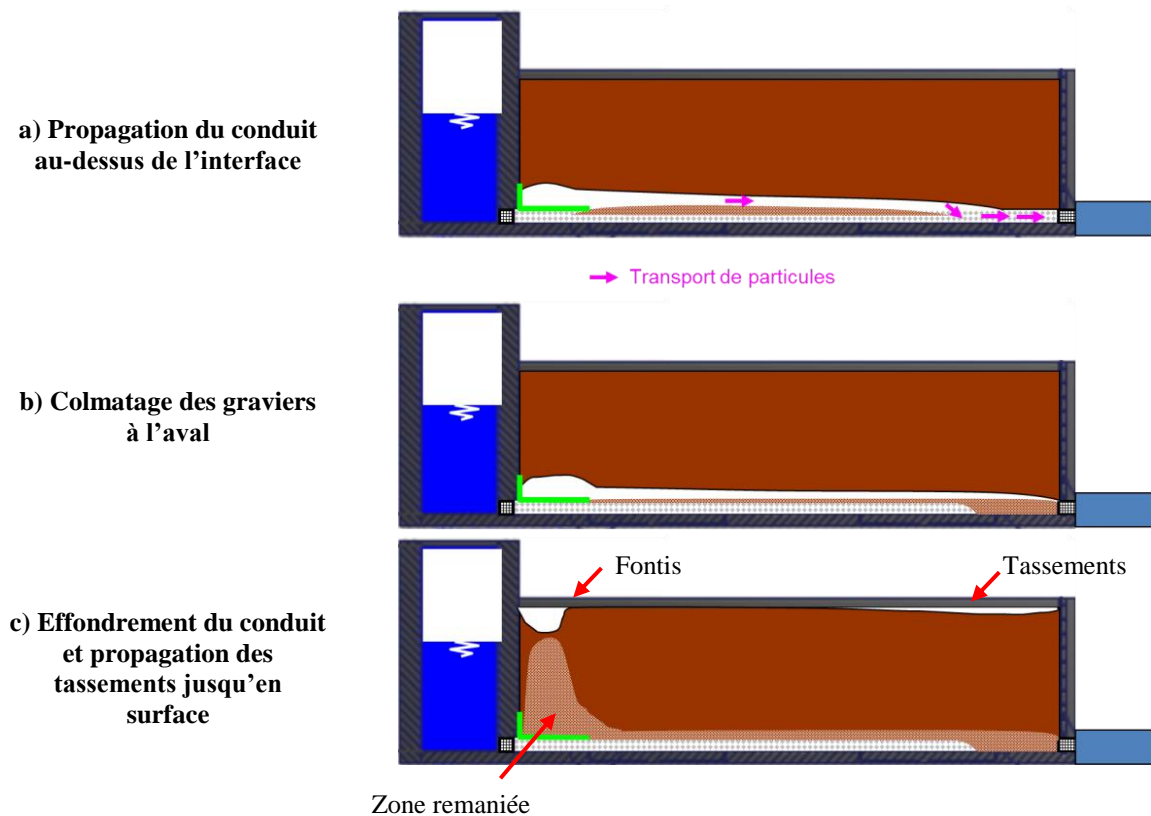 a) Propagation du conduit
au-dessus de l’interface
Transport de particules
b) Colmatage des graviers
à l’aval
Fontis
Tassements
c) Effondrement du conduit
et propagation des
tassements jusqu’en
surface
Zone remaniée